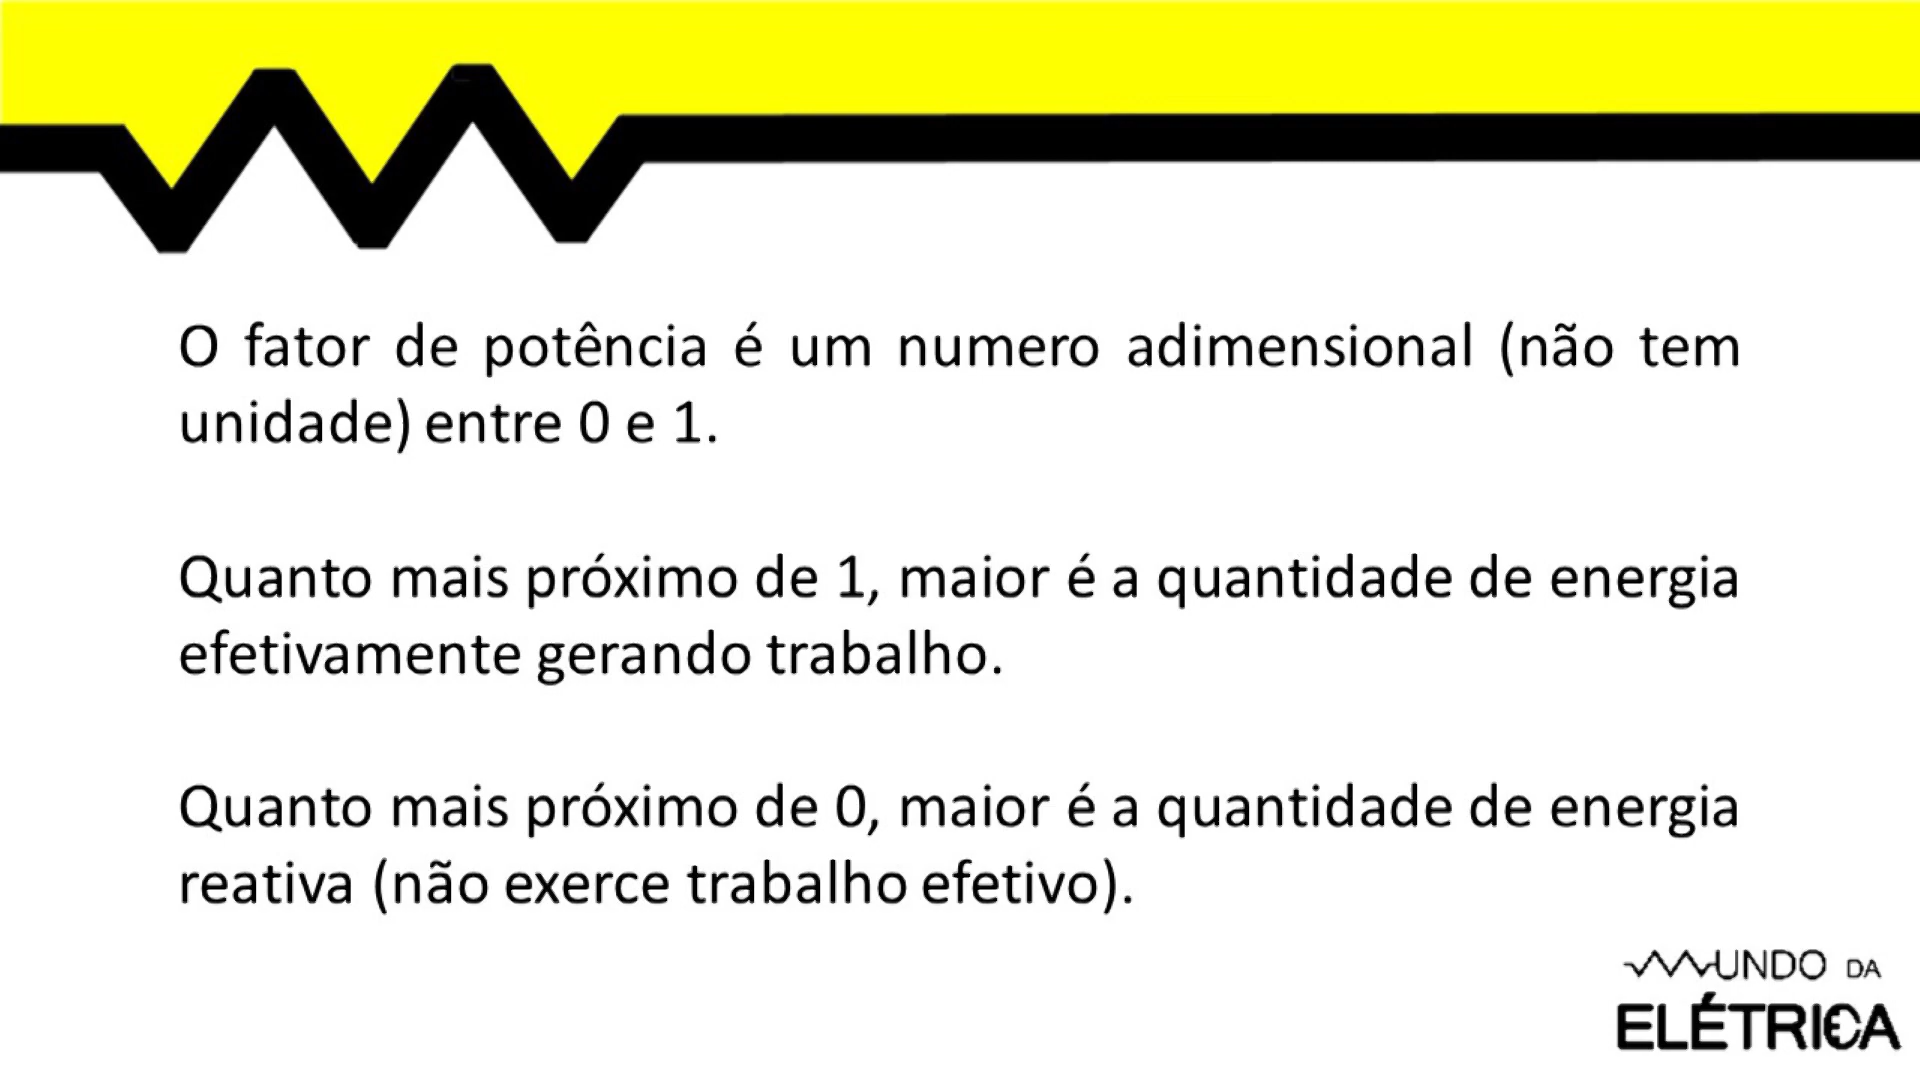 O fator de potência é um numero adimensional (não tem
unidade) entre 0 e 1.
Quanto mais próximo de 1, maior é a quantidade de energia
efetivamente gerando trabalho.
Quanto mais próximo de 0, maior é a quantidade de energia
reativa (não exerce trabalho efetivo).
MUNDO DA
ELÉTRICA